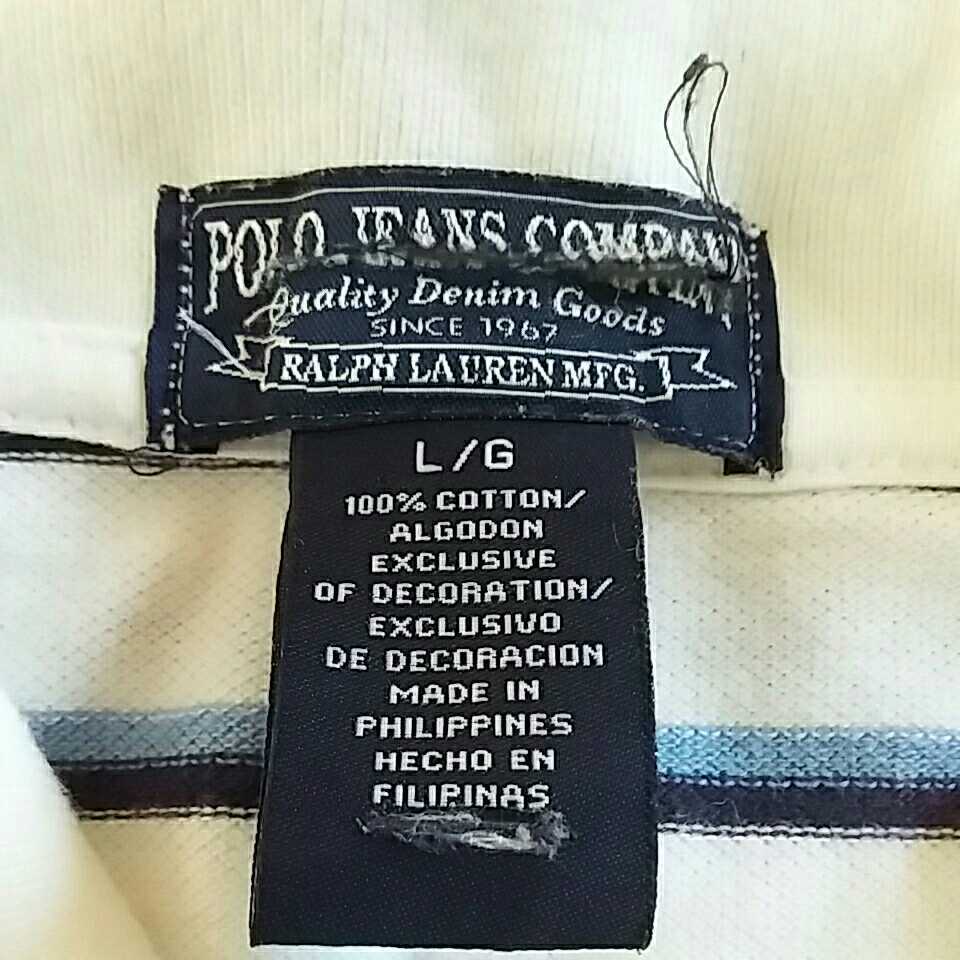 POLO JEANS COMPANY
Quality Denim Goods
SINCE 1967
RALPH LAUREN MFG.
L/G
100% COTTON/
ALGODON
EXCLUSIVE
OF DECORATION/
EXCLUSIVO
DE DECORACION
MADE IN
PHILIPPINES
HECHO EN
FILIPINAS